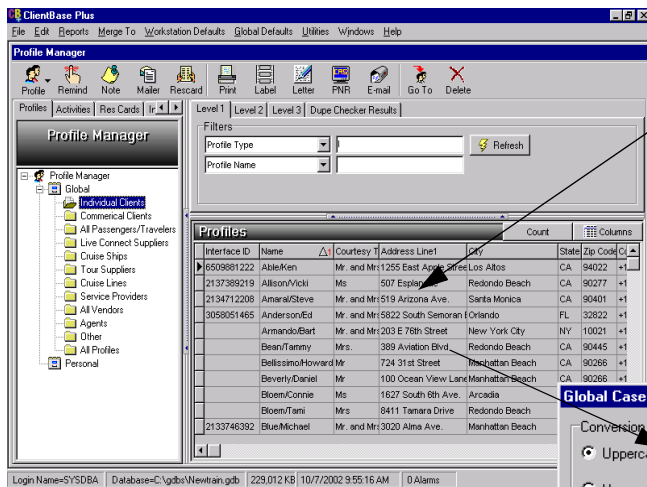 ClientBase Plus
File Edit Reports Merge To Workstation Defaults Global Defaults Utilities Windows Help
Profile Manager
Profile Remind Note Mailer Rescard Print Label Letter PNR E-mail Go To Delete
Profiles Activities Res Cards
Level 1 Level 2 Level 3 Dupe Checker Results
Profile Manager
Filters
Profile Type
Refresh
Profile Name
Profile Manager
Global
Individual Clients
Commerical Clients
All Passengers/Travelers
Live Connect Suppliers
Cruise Ships
Tour Suppliers
Cruise Lines
Service Providers
All Vendors
Agents
Other
All Profiles
Personal
Profiles Count Columns
Interface ID Name 1 Courtesy T Address Line1 City State Zip Code
6509881222 Able/Ken Mr. and Mrs 1255 East Apple Street Los Altos CA 94022 +1
2137389219 Allison/Vicki Ms 507 Esplanade Redondo Beach CA 90277 +1
2134712208 Amaral/Steve Mr. and Mrs 519 Arizona Ave. Santa Monica CA 90401 +1
3058051465 Anderson/Ed Mr. and Mrs 5822 South Semoran Orlando FL 32822 +1
Armando/Bart Mr. and Mrs 203 E 76th Street New York City NY 10021 +1
Bean/Tammy Mrs. 389 Aviation Blvd Redondo Beach CA 90445 +1
Bellissimo/Howard Mr 724 31st Street Manhattan Beach CA 90266 +1
Beverly/Daniel Mr 100 Ocean View Lane Manhattan Beach CA 90266 +1
Bloem/Connie Ms 1627 South 6th Ave. Arcadia
Bloem/Tami Mrs 8411 Tamara Drive Redondo Beach
2133746392 Blue/Michael Mr. and Mrs 3020 Alma Ave. Manhattan Beach
Global Case
Conversion
Upperca
Login Name=SYSDBA Database=C:\gdbs\Newtrain.gdb 229,012 KB 10/7/2002 9:55:16 AM 0 Alarms